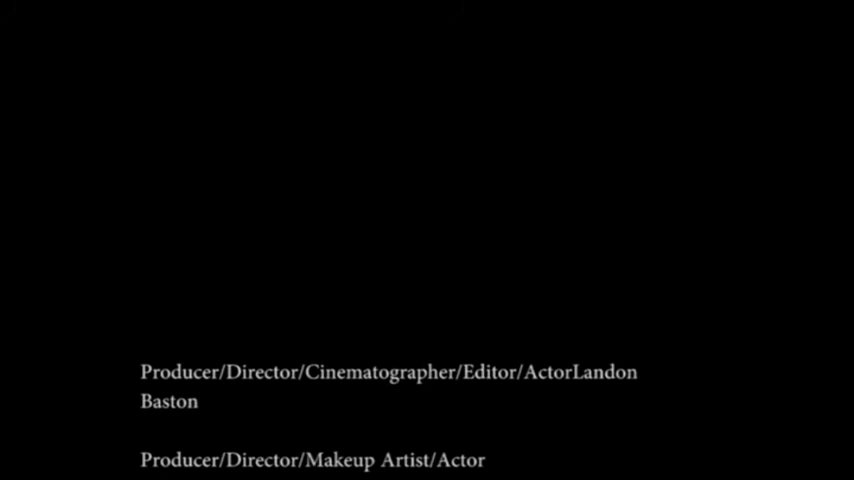 Producer/Director/Cinematographer/Editor/ActorLandon
Baston
Producer/Director/Makeup Artist/Actor